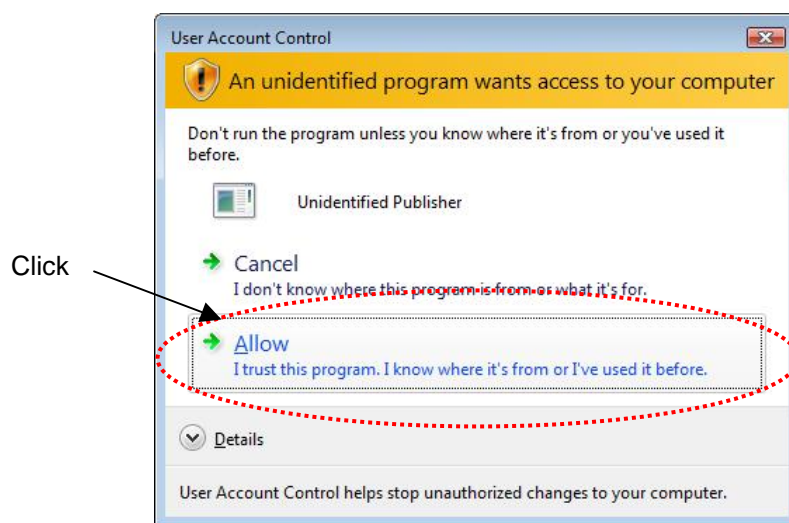 User Account Control
An unidentified program wants access to your computer
Don't run the program unless you know where it's from or you've used it
before.
Unidentified Publisher
Click
Cancel
I don't know where this program is from or what it's for.
Allow
I trust this program. I know where it's from or I've used it before.
Details
User Account Control helps stop unauthorized changes to your computer.